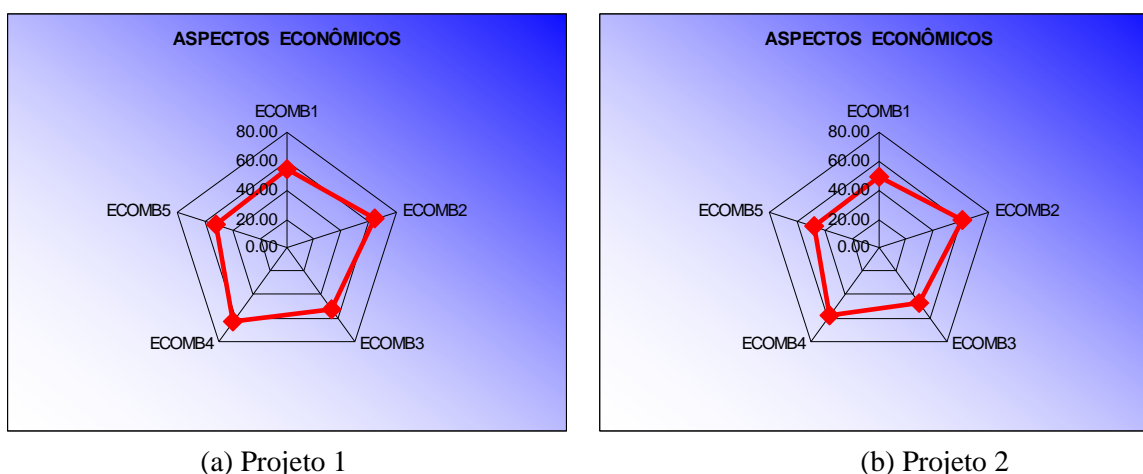 ASPECTOS ECONÔMICOS
ECOMB1
80.00
60.00
40.00
20.00
0.00
ECOMB2
ECOMB3
ECOMB4
ECOMB5
(a) Projeto 1
ASPECTOS ECONÔMICOS
ECOMB1
80.00
60.00
40.00
20.00
0.00
ECOMB2
ECOMB3
ECOMB4
ECOMB5
(b) Projeto 2